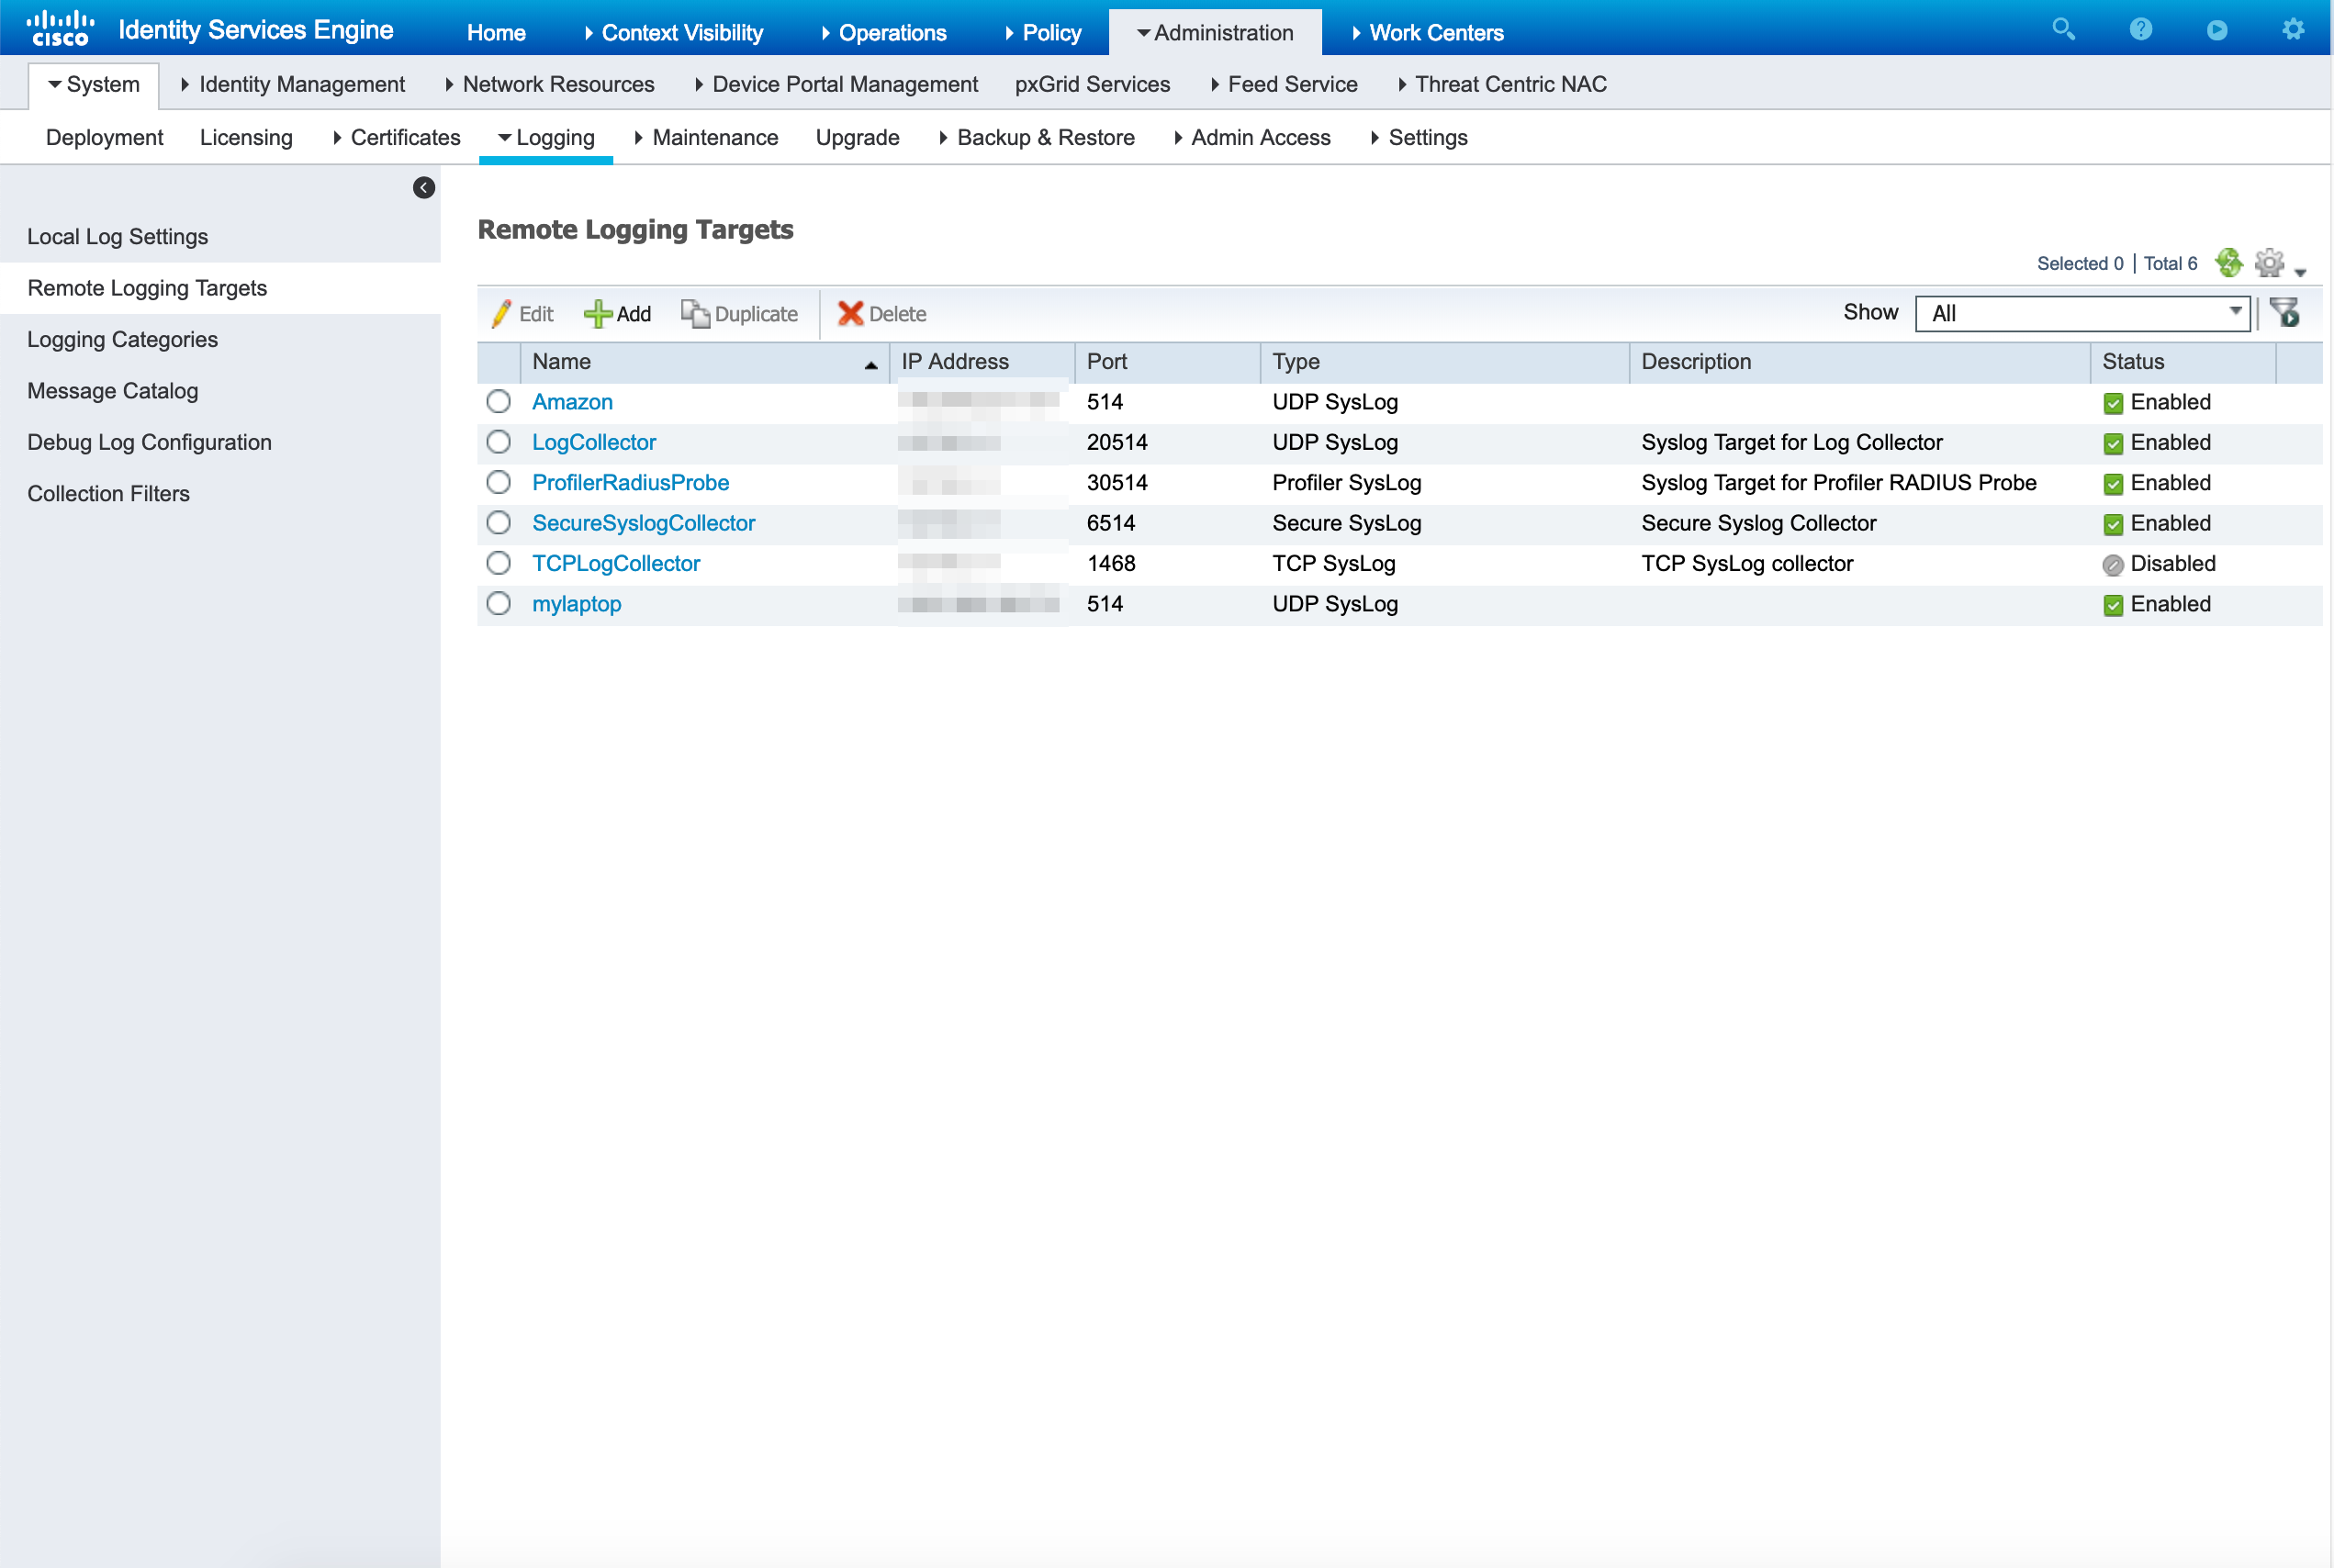 cisco Identity Services Engine Home Context Visibility Operations Policy Administration Work Centers
System Identity Management Network Resources Device Portal Management pxGrid Services Feed Service Threat Centric NAC
Deployment Licensing Certificates Logging Maintenance Upgrade Backup & Restore Admin Access Settings
Local Log Settings
Remote Logging Targets
Logging Categories
Message Catalog
Debug Log Configuration
Collection Filters
Remote Logging Targets
Selected 0 | Total 6
Edit Add Duplicate Delete Show All
Name IP Address Port Type Description Status
Amazon 514 UDP SysLog Enabled
LogCollector 20514 UDP SysLog Syslog Target for Log Collector Enabled
ProfilerRadiusProbe 30514 Profiler SysLog Syslog Target for Profiler RADIUS Probe Enabled
SecureSyslogCollector 6514 Secure SysLog Secure Syslog Collector Enabled
TCPLogCollector 1468 TCP SysLog TCP SysLog collector Disabled
mylaptop 514 UDP SysLog Enabled